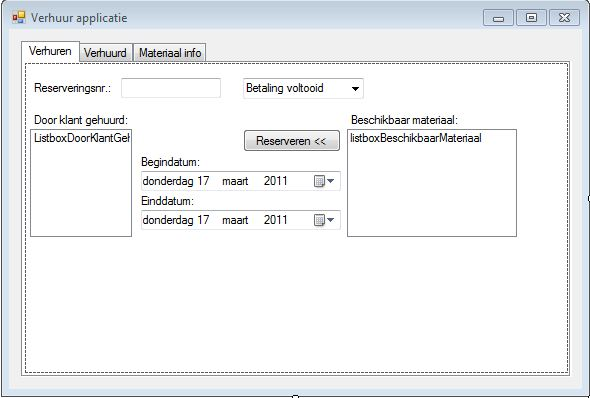 Verhuur applicatie
Verhuren Verhuurd Materiaal info
Reserveringsnr.: Betaling voltooid
Door klant gehuurd: Beschikbaar materiaal:
ListboxDoorKlantGeh Reserveren << listboxBeschikbaarMateriaal
Begindatum:
donderdag 17 maart 2011
Einddatum:
donderdag 17 maart 2011